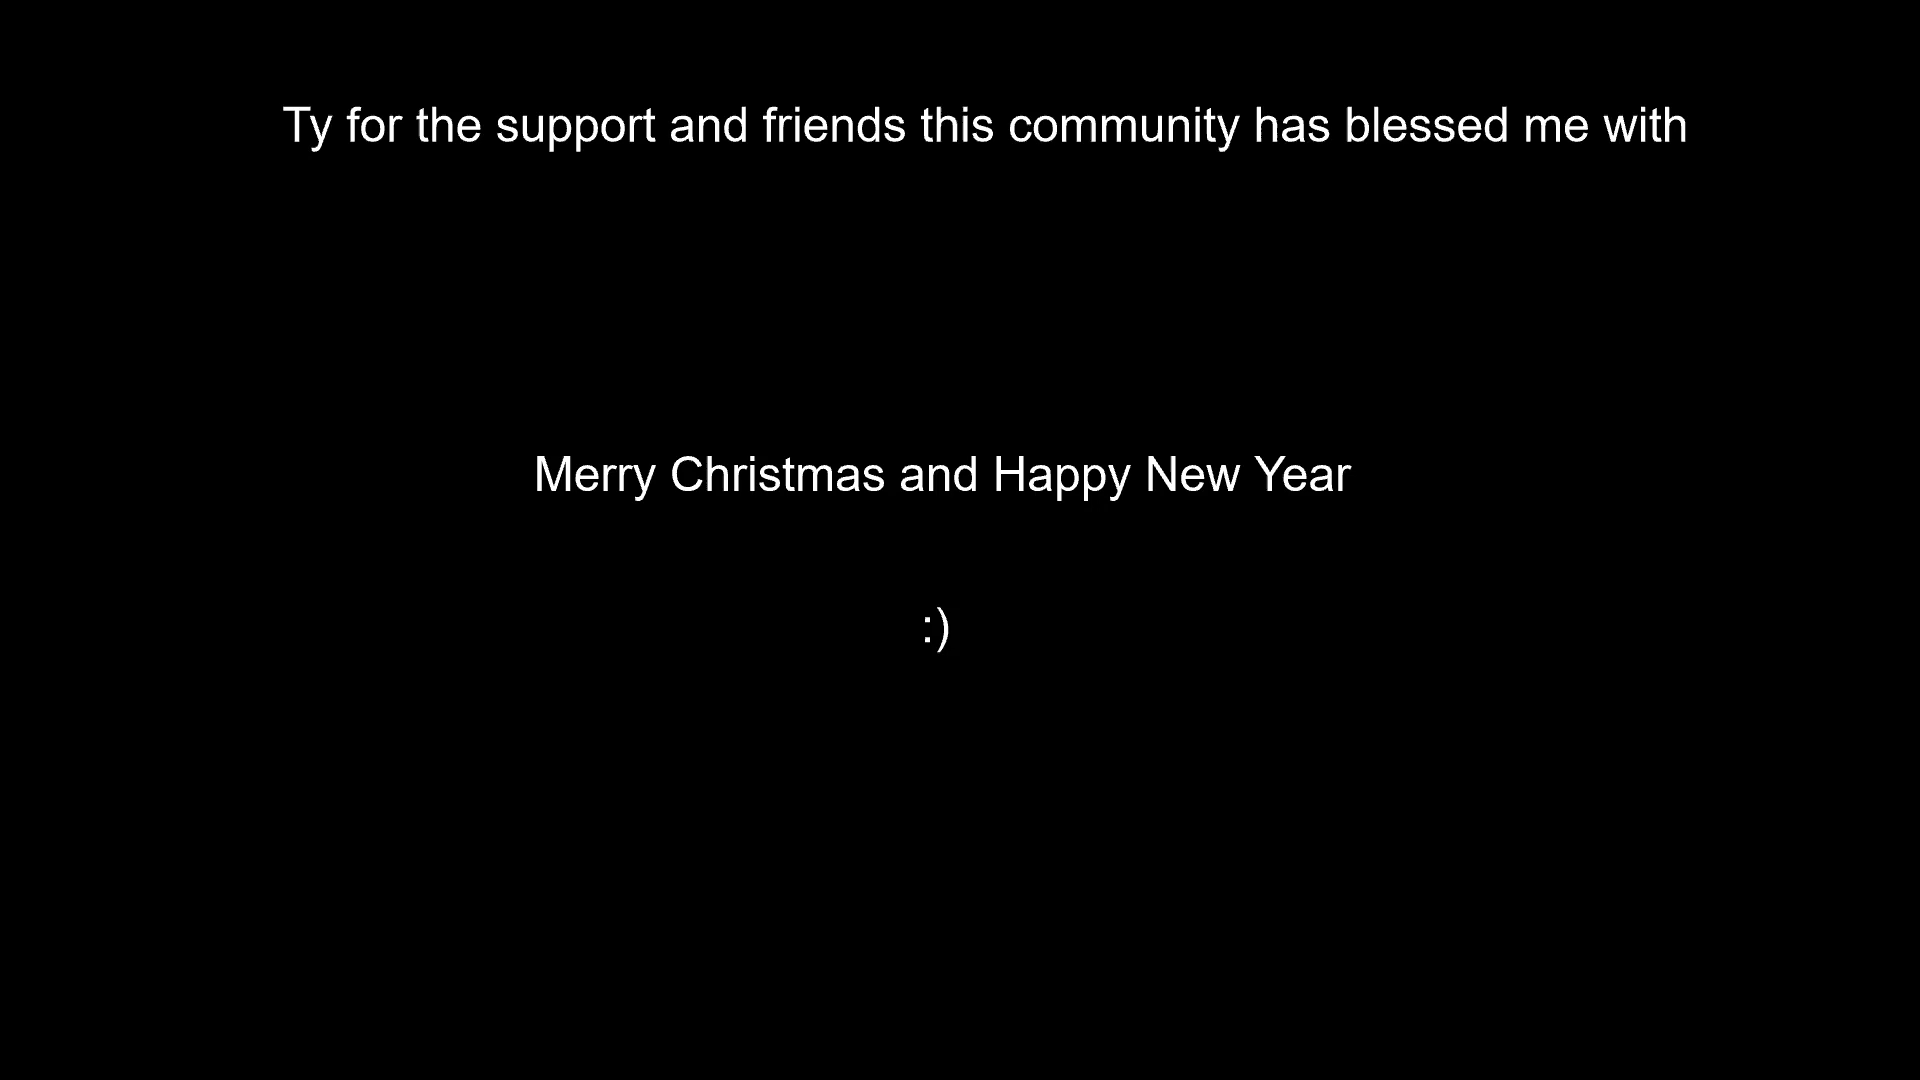 Ty for the support and friends this community has blessed me with
Merry Christmas and Happy New Year
:)